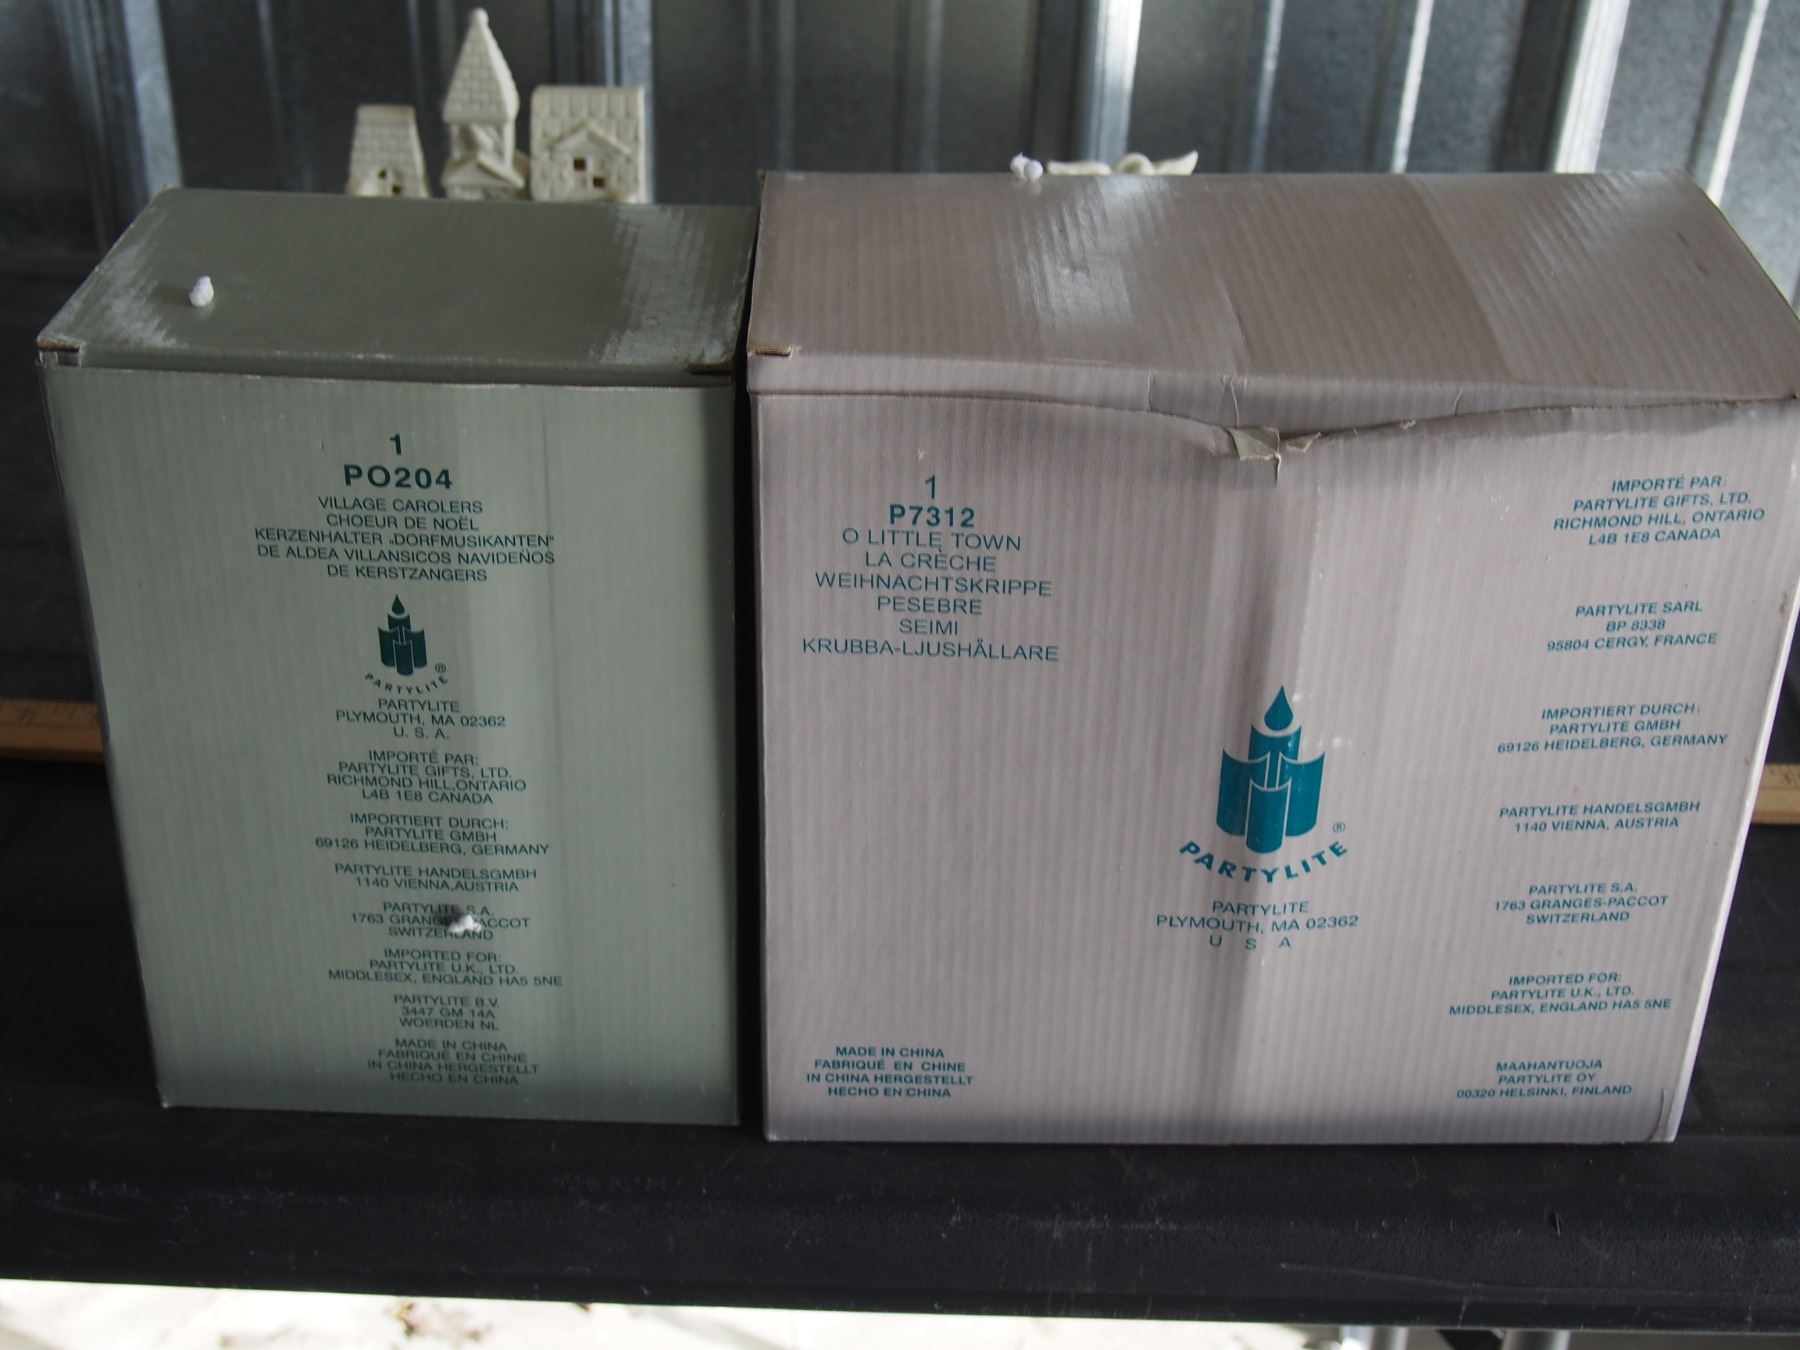 1
PO204
VILLAGE CAROLERS
CHOEUR DE NOËL
KERZENHALTER „DORFMUSIKANTEN"
DE ALDEA VILLANSICOS NAVIDEÑOS
DE KERSTZANGERS
PARTYLITE®
PARTYLITE
PLYMOUTH, MA 02362
U. S. A.
IMPORTÉ PAR:
PARTYLITE GIFTS, LTD.
RICHMOND HILL,ONTARIO
L4B 1E8 CANADA
IMPORTIERT DURCH:
PARTYLITE GMBH
69126 HEIDELBERG, GERMANY
PARTYLITE HANDELSGMBH
1140 VIENNA,AUSTRIA
PARTYLITE S.A.
1763 GRANGES-PACCOT
SWITZERLAND
IMPORTED FOR:
PARTYLITE U.K., LTD.
MIDDLESEX, ENGLAND HA5 5NE
PARTYLITE B.V.
3447 GM 14A
WOERDEN NL
MADE IN CHINA
FABRIQUÉ EN CHINE
IN CHINA HERGESTELLT
HECHO EN CHINA
1
P7312
O LITTLE TOWN
LA CRÈCHE
WEIHNACHTSKRIPPE
PESEBRE
SEIMI
KRUBBA-LJUSHÅLLARE
PARTYLITE®
PARTYLITE
PLYMOUTH, MA 02362
U S A
MADE IN CHINA
FABRIQUÉ EN CHINE
IN CHINA HERGESTELLT
HECHO EN CHINA
IMPORTÉ PAR:
PARTYLITE GIFTS, LTD.
RICHMOND HILL, ONTARIO
L4B 1E8 CANADA
PARTYLITE SARL
BP 8338
95804 CERGY, FRANCE
IMPORTIERT DURCH:
PARTYLITE GMBH
69126 HEIDELBERG, GERMANY
PARTYLITE HANDELSGMBH
1140 VIENNA, AUSTRIA
PARTYLITE S.A.
1763 GRANGES-PACCOT
SWITZERLAND
IMPORTED FOR:
PARTYLITE U.K., LTD.
MIDDLESEX, ENGLAND HA5 5NE
MAAHANTUOJA
PARTYLITE OY
00320 HELSINKI, FINLAND